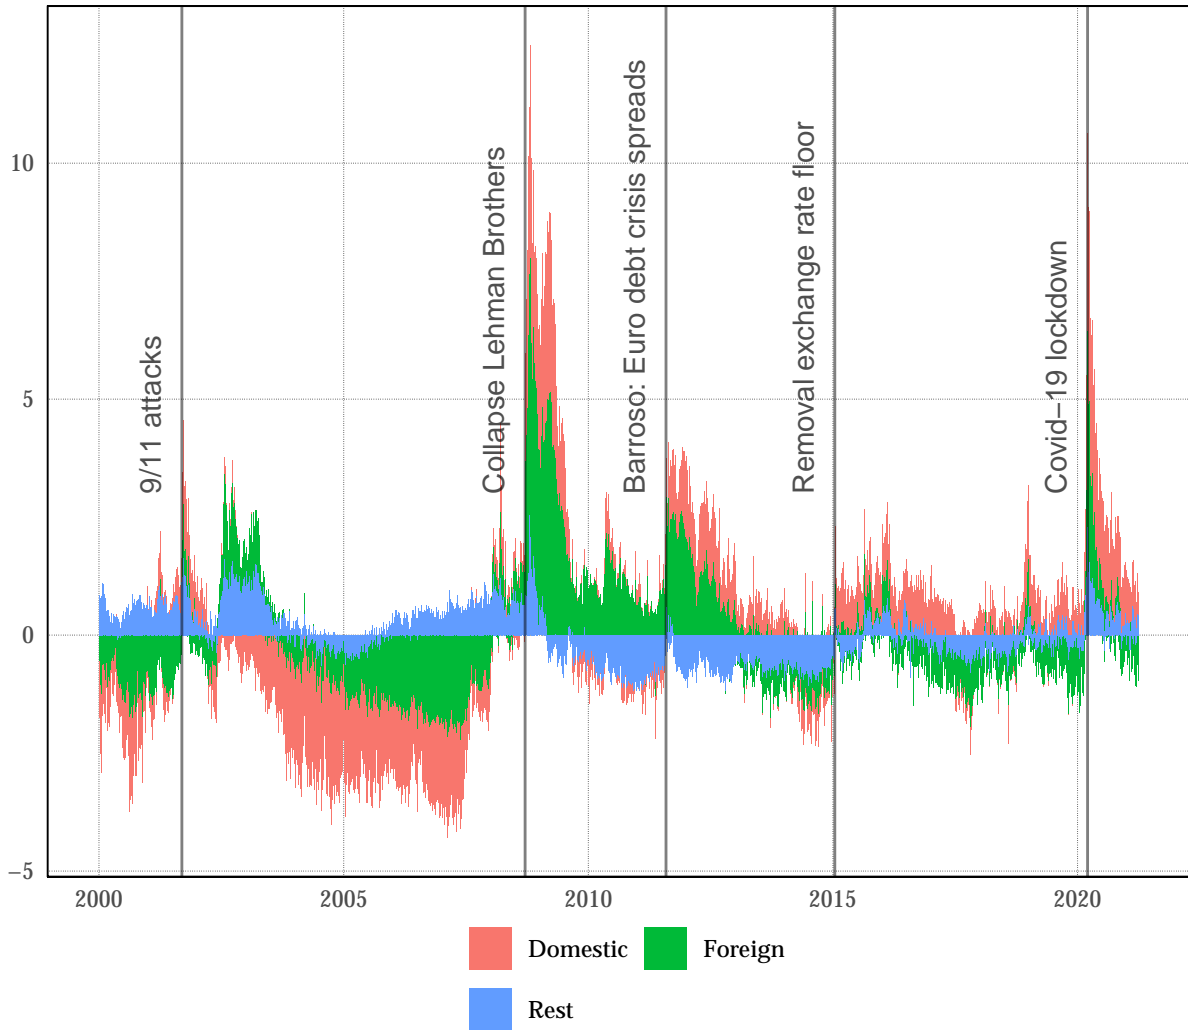 10
5
0
−5
9/11 attacks
Collapse Lehman Brothers
Barroso: Euro debt crisis spreads
Removal exchange rate floor
Covid−19 lockdown
2000 2005 2010 2015 2020
Domestic Foreign
Rest